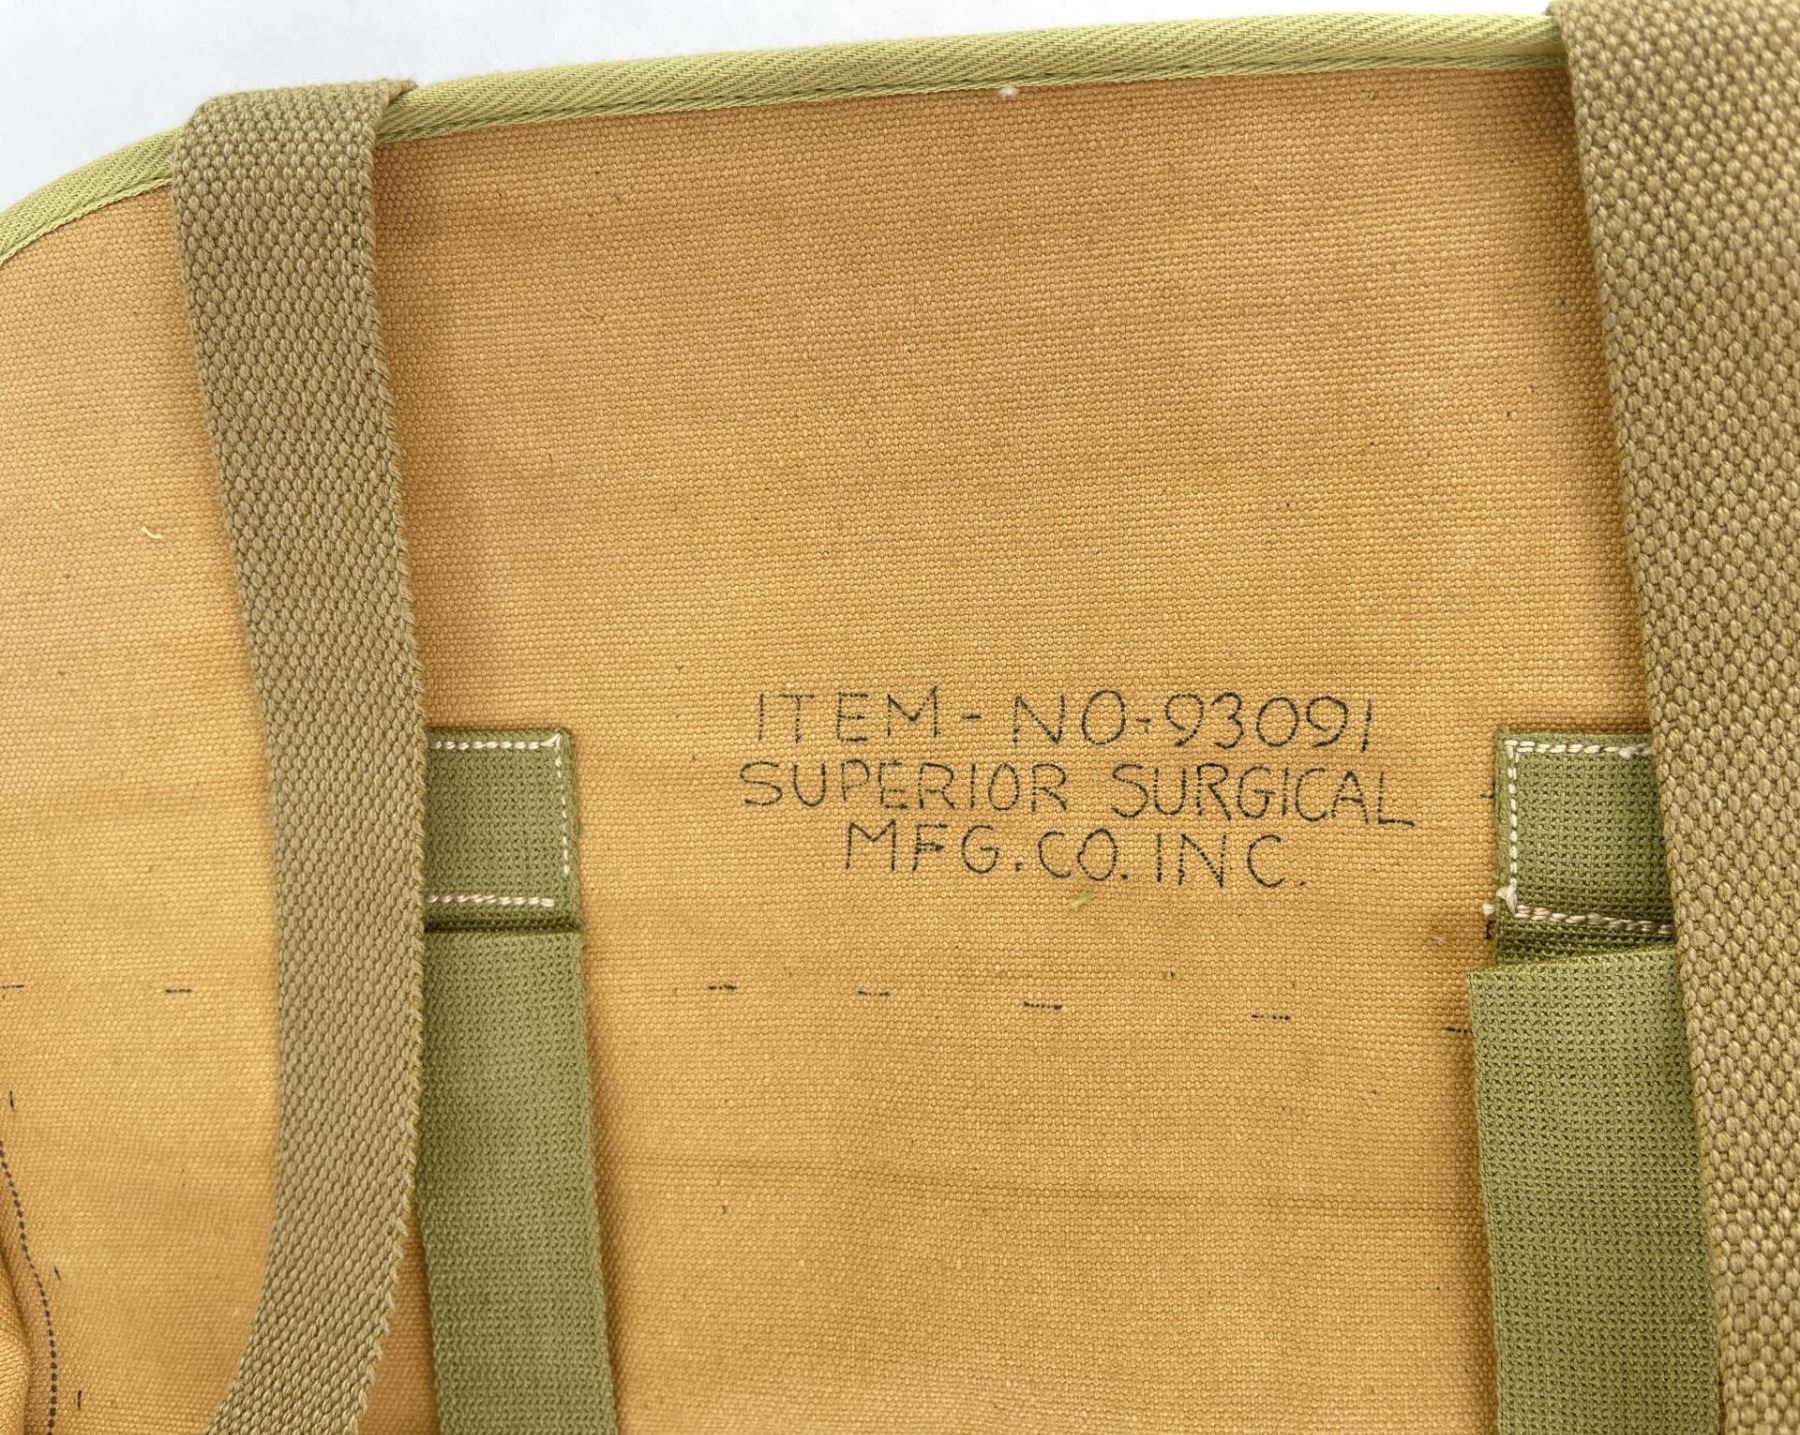 ITEM-NO-93091
SUPERIOR SURGICAL
MFG.CO.INC.